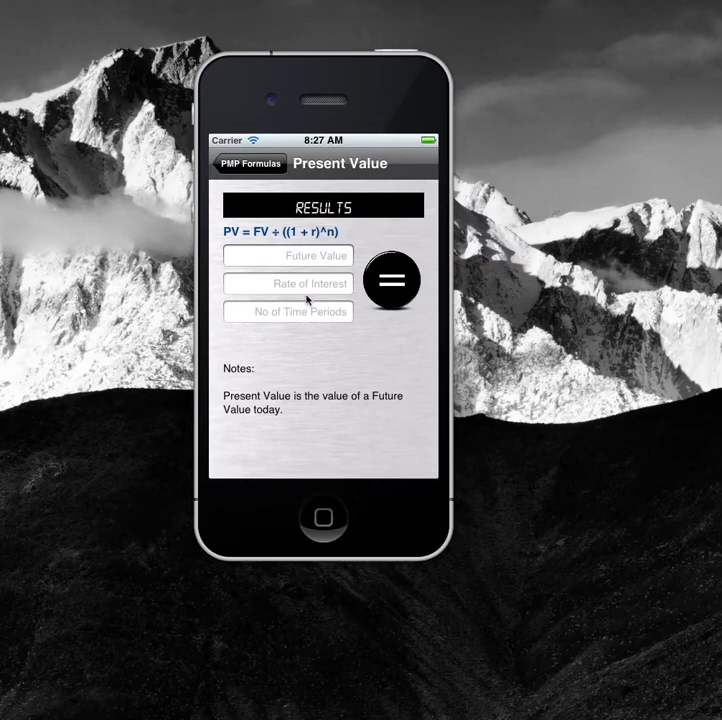 Carrier 8:27 AM
PMP Formulas Present Value
RESULTS
PV = FV ÷ ((1 + r)^n)
Future Value
Rate of Interest
=
No of Time Periods
Notes:
Present Value is the value of a Future
Value today.